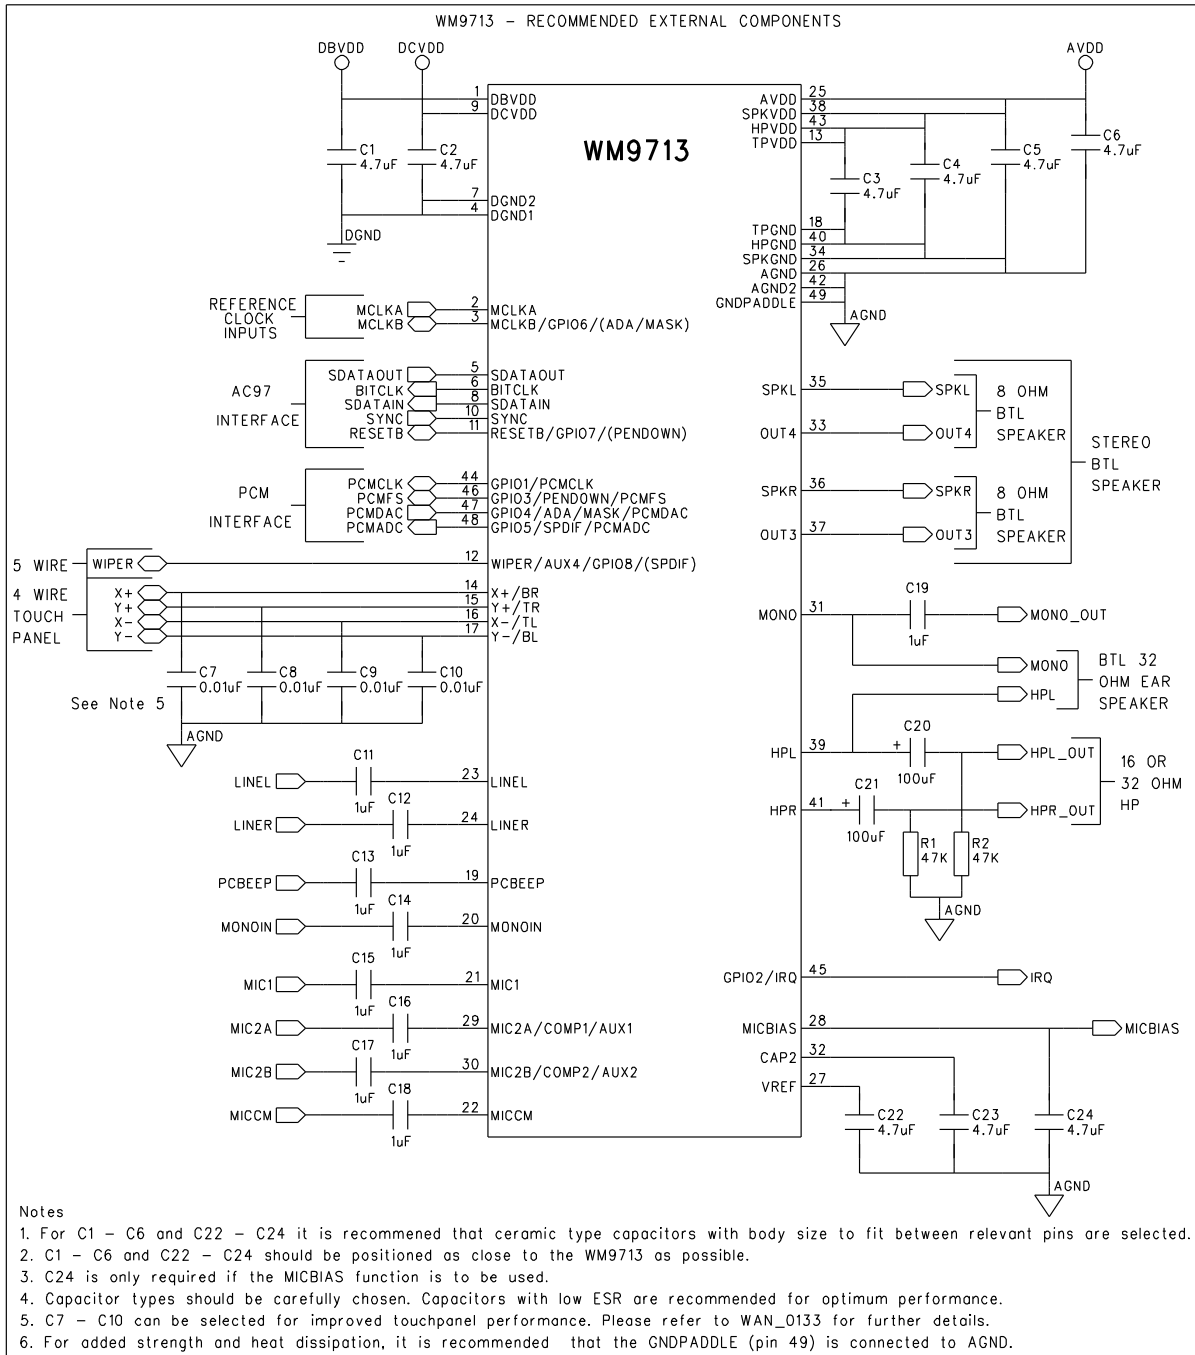 WM9713 – RECOMMENDED EXTERNAL COMPONENTS
DBVDD
DCVDD
AVDD
1
DBVDD
9
DCVDD
C1
4.7uF
C2
4.7uF
7
DGND2
4
DGND1
DGND
WM9713
AVDD
25
SPKVDD
38
HPVDD
43
TPVDD
13
C3
4.7uF
C4
4.7uF
C5
4.7uF
C6
4.7uF
TPGND
18
HPGND
40
SPKGND
34
AGND
26
AGND2
42
GNDPADDLE
49
AGND
REFERENCE
CLOCK
INPUTS
MCLKA
2
MCLKA
MCLKB
3
MCLKB/GPIO6/(ADA/MASK)
AC97
INTERFACE
SDATAOUT
5
SDATAOUT
BITCLK
6
BITCLK
SDATAIN
8
SDATAIN
SYNC
10
SYNC
RESETB
11
RESETB/GPIO7/(PENDOWN)
PCM
INTERFACE
PCMCLK
44
GPIO1/PCMCLK
PCMFS
46
GPIO3/PENDOWN/PCMFS
PCMDAC
47
GPIO4/ADA/MASK/PCMDAC
PCMADC
48
GPIO5/SPDIF/PCMADC
5 WIRE
WIPER
12
WIPER/AUX4/GPIO8/(SPDIF)
4 WIRE
TOUCH
PANEL
X+
14
X+/BR
Y+
15
Y+/TR
X-
16
X-/TL
Y-
17
Y-/BL
C7
0.01uF
C8
0.01uF
C9
0.01uF
C10
0.01uF
See Note 5
AGND
SPKL
35
SPKL
OUT4
33
OUT4
8 OHM
BTL
SPEAKER
SPKR
36
SPKR
OUT3
37
OUT3
8 OHM
BTL
SPEAKER
STEREO
BTL
SPEAKER
MONO
31
C19
1uF
MONO_OUT
MONO
HPL
BTL 32
OHM EAR
SPEAKER
HPL
39
+
C20
100uF
HPL_OUT
HPR
41
+
C21
100uF
HPR_OUT
16 OR
32 OHM
HP
R1
47K
R2
47K
AGND
LINEL
C11
1uF
23
LINEL
LINER
C12
1uF
24
LINER
PCBEEP
C13
1uF
19
PCBEEP
MONOIN
C14
1uF
20
MONOIN
MIC1
C15
1uF
21
MIC1
MIC2A
C16
1uF
29
MIC2A/COMP1/AUX1
MIC2B
C17
1uF
30
MIC2B/COMP2/AUX2
MICCM
C18
1uF
22
MICCM
GPIO2/IRQ
45
IRQ
MICBIAS
28
MICBIAS
CAP2
32
VREF
27
C22
4.7uF
C23
4.7uF
C24
4.7uF
AGND
Notes
1. For C1 – C6 and C22 – C24 it is recommened that ceramic type capacitors with body size to fit between relevant pins are selected.
2. C1 – C6 and C22 – C24 should be positioned as close to the WM9713 as possible.
3. C24 is only required if the MICBIAS function is to be used.
4. Capacitor types should be carefully chosen. Capacitors with low ESR are recommended for optimum performance.
5. C7 – C10 can be selected for improved touchpanel performance. Please refer to WAN_0133 for further details.
6. For added strength and heat dissipation, it is recommended that the GNDPADDLE (pin 49) is connected to AGND.